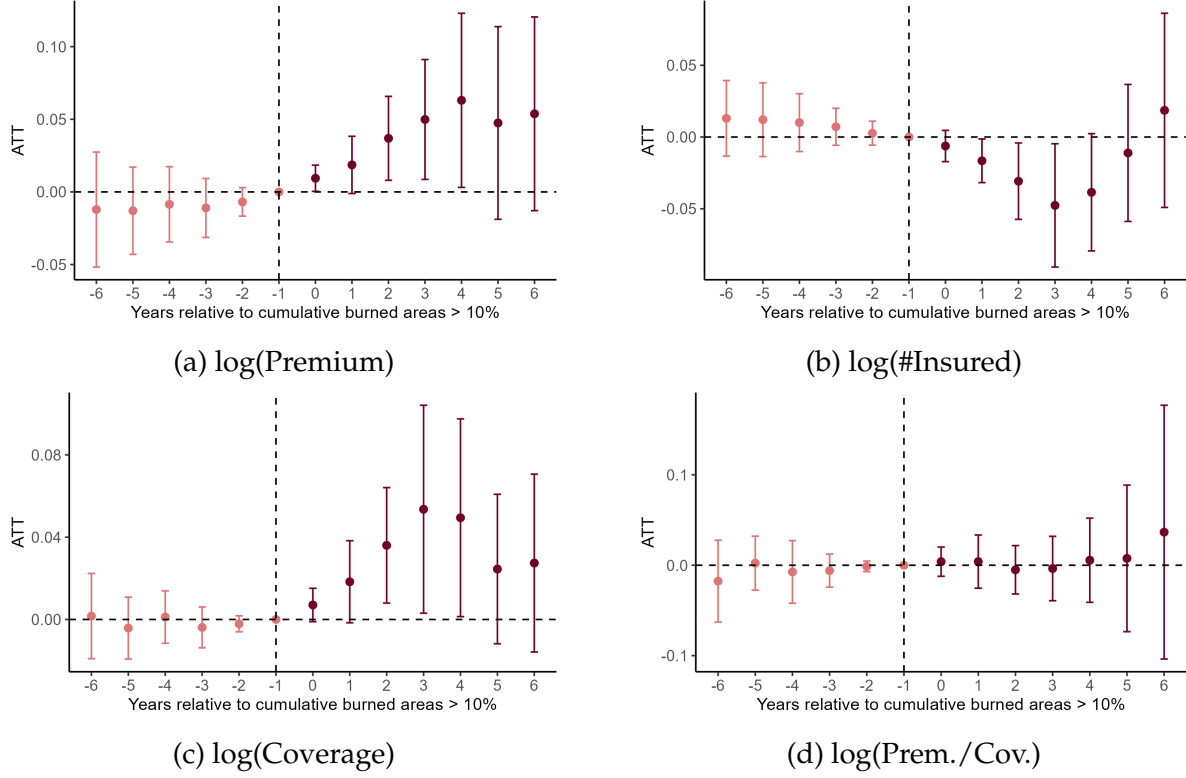 0.10
0.05
0.00
-0.05
ATT
-6 -5 -4 -3 -2 -1 0 1 2 3 4 5 6
Years relative to cumulative burned areas > 10%
(a) log(Premium)
0.05
0.00
-0.05
ATT
-6 -5 -4 -3 -2 -1 0 1 2 3 4 5 6
Years relative to cumulative burned areas > 10%
(b) log(#Insured)
0.08
0.04
0.00
ATT
-6 -5 -4 -3 -2 -1 0 1 2 3 4 5 6
Years relative to cumulative burned areas > 10%
(c) log(Coverage)
0.1
0.0
-0.1
ATT
-6 -5 -4 -3 -2 -1 0 1 2 3 4 5 6
Years relative to cumulative burned areas > 10%
(d) log(Prem./Cov.)